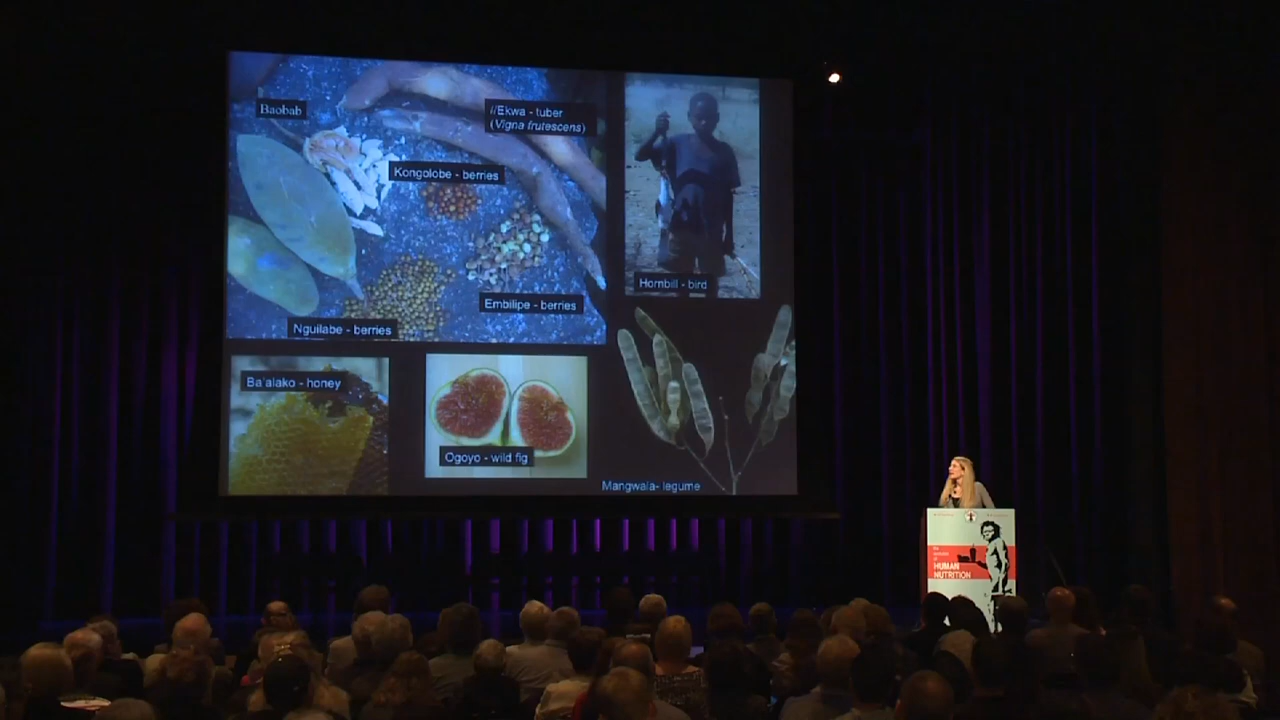 Baobab
//Ekwa - tuber
(Vigna frutescens)
Kongolobe - berries
Embilipe - berries
Nguilabe - berries
Hornbill - bird
Ba'alako - honey
Ogoyo - wild fig
Mangwala- legume
HUMAN
NUTRITION